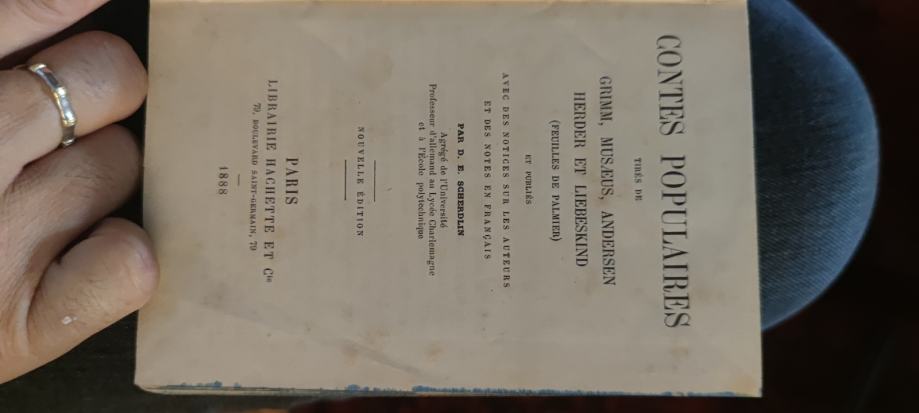 CONTES POPULAIRES
TIRÉS DE
GRIMM, MUSÆUS, ANDERSEN
HERDER ET LIEBESKIND
(FEUILLES DE PALMIER)
ET PUBLIÉS
AVEC DES NOTICES SUR LES AUTEURS
ET DES NOTES EN FRANÇAIS
PAR D. E. SCHERDLIN
Agrégé de l'Université
Professeur d'allemand au Lycée Charlemagne
et à l'École polytechnique
NOUVELLE ÉDITION
PARIS
LIBRAIRIE HACHETTE ET Cie
79, BOULEVARD SAINT-GERMAIN, 79
1888